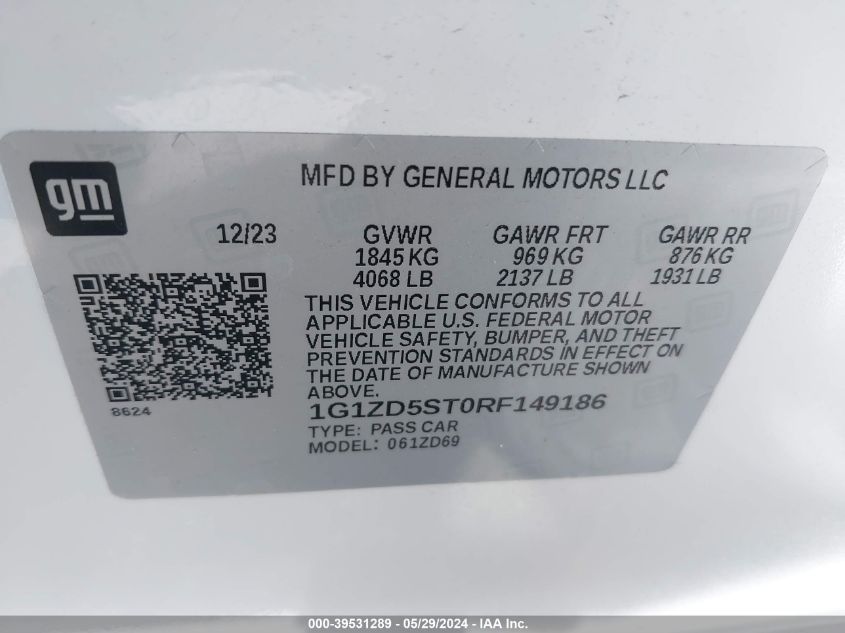 gm
MFD BY GENERAL MOTORS LLC
12/23 GVWR GAWR FRT GAWR RR
1845 KG 969 KG 876 KG
4068 LB 2137 LB 1931 LB
THIS VEHICLE CONFORMS TO ALL
APPLICABLE U.S. FEDERAL MOTOR
VEHICLE SAFETY, BUMPER, AND THEFT
PREVENTION STANDARDS IN EFFECT ON
THE DATE OF MANUFACTURE SHOWN
ABOVE.
8624
1G1ZD5ST0RF149186
TYPE: PASS CAR
MODEL: 061ZD69
000-39531289 - 05/29/2024 - IAA Inc.